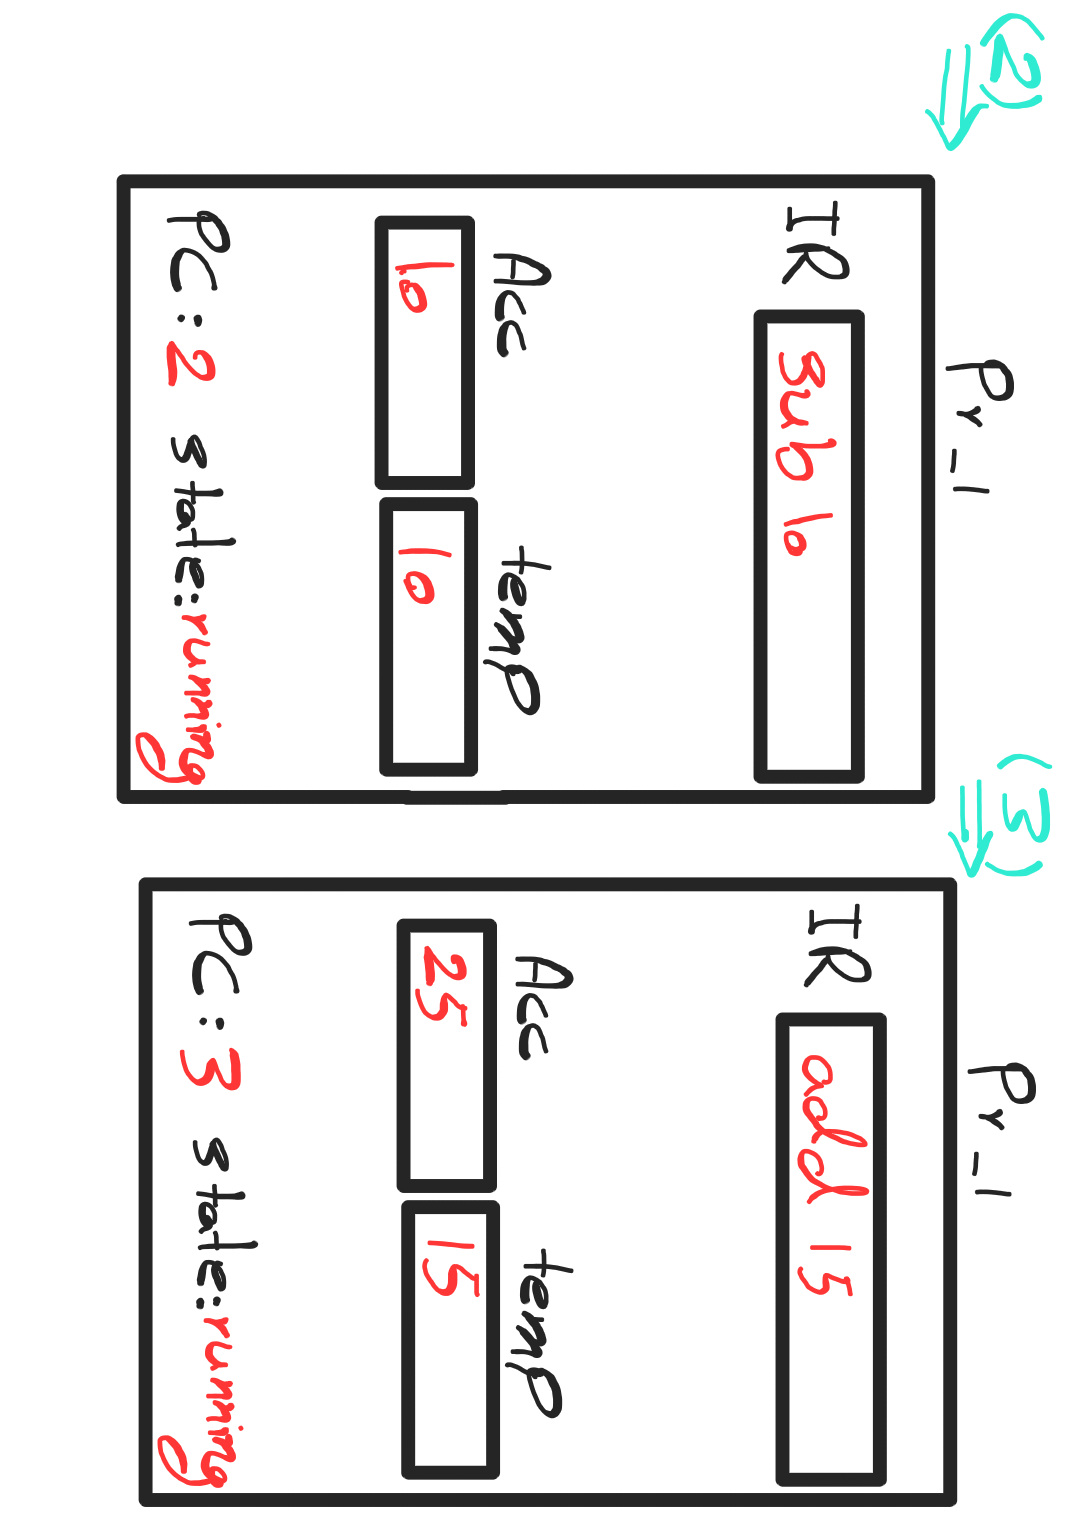 (2)
Pr_1
IR sub 10
Acc temp
10 10
PC: 2 state: running
(3)
Pr_1
IR add 15
Acc temp
25 15
PC: 3 state: running